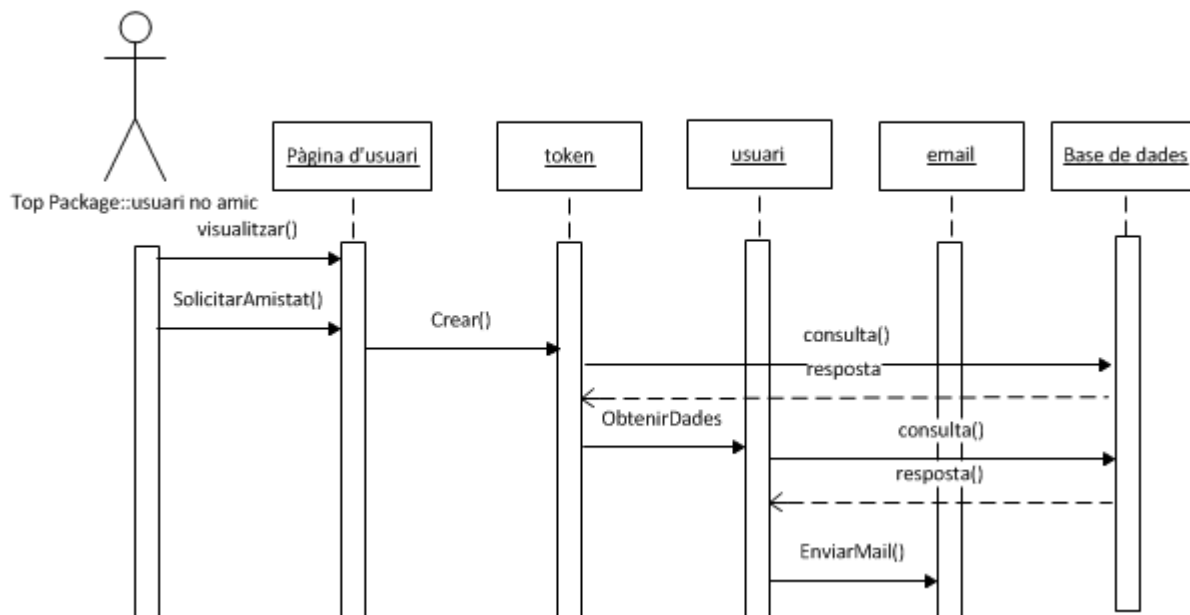 Pàgina d'usuari
token
usuari
email
Base de dades
Top Package::usuari no amic
visualitzar()
SolicitarAmistat()
Crear()
consulta()
resposta
ObtenirDades
consulta()
resposta()
EnviarMail()